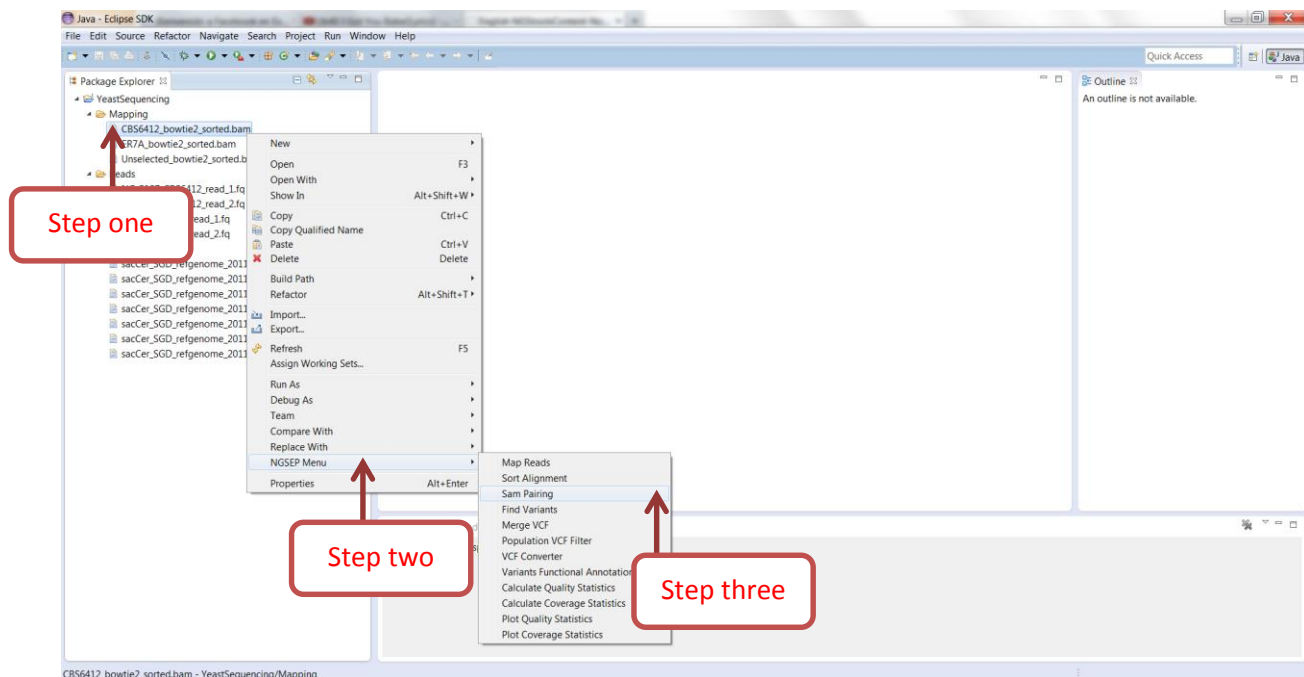 Java - Eclipse SDK
File Edit Source Refactor Navigate Search Project Run Window Help
Quick Access
Java
Package Explorer
YeastSequencing
Mapping
CBS6412_bowtie2_sorted.bam
ER7A_bowtie2_sorted.bam
Unselected_bowtie2_sorted.b
eads
12_read_1.fq
12_read_2.fq
ead_1.fq
ead_2.fq
sacCer_SGD_refgenome_2011
sacCer_SGD_refgenome_2011
sacCer_SGD_refgenome_2011
sacCer_SGD_refgenome_2011
sacCer_SGD_refgenome_2011
sacCer_SGD_refgenome_2011
sacCer_SGD_refgenome_2011
Step one
New
Open F3
Open With
Show In Alt+Shift+W
Copy Ctrl+C
Copy Qualified Name
Paste Ctrl+V
Delete Delete
Build Path
Refactor Alt+Shift+T
Import...
Export...
Refresh F5
Assign Working Sets...
Run As
Debug As
Team
Compare With
Replace With
NGSEP Menu
Properties Alt+Enter
Step two
Map Reads
Sort Alignment
Sam Pairing
Find Variants
Merge VCF
Population VCF Filter
VCF Converter
Variants Functional Annotation
Calculate Quality Statistics
Calculate Coverage Statistics
Plot Quality Statistics
Plot Coverage Statistics
Step three
Outline
An outline is not available.
CBS6412_bowtie2_sorted.bam - YeastSequencing/Mapping